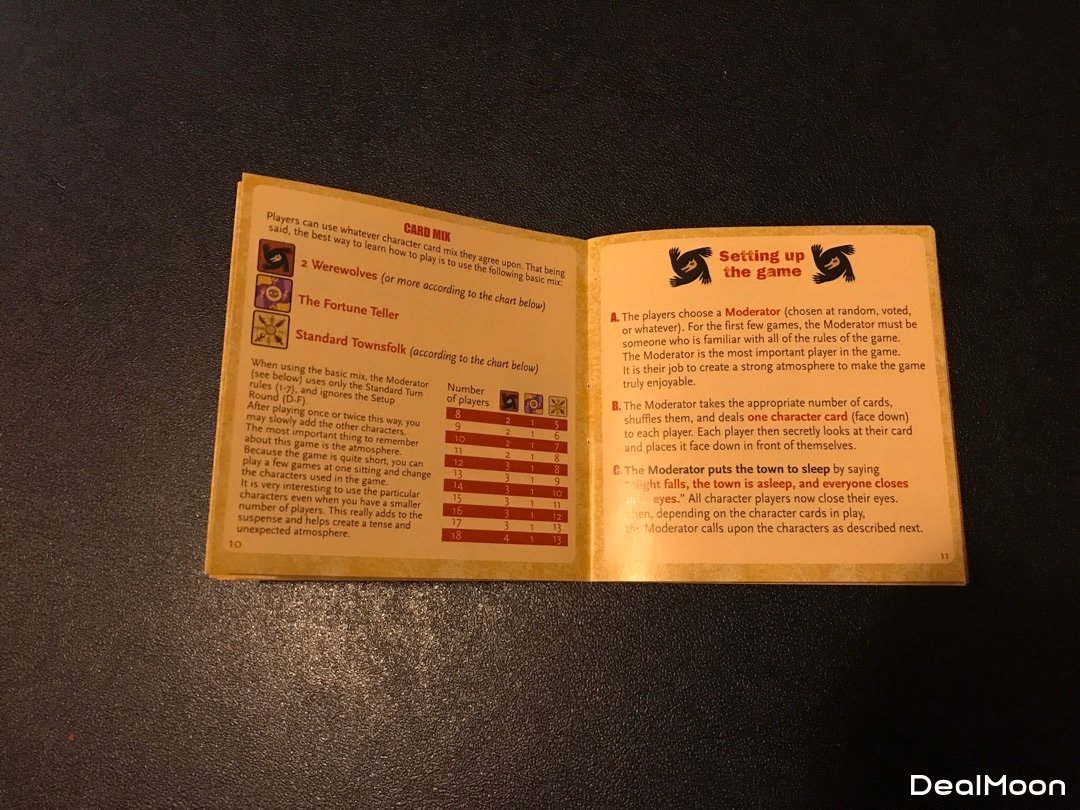 CARD MIX
Players can use whatever character card mix they agree upon. That being
said, the best way to learn how to play is to use the following basic mix:
2 Werewolves (or more according to the chart below)
The Fortune Teller
Standard Townsfolk (according to the chart below)
When using the basic mix, the Moderator
(see below) uses only the Standard Turn
rules (1-7), and ignores the Setup
Round (D-F).
After playing once or twice this way, you
may slowly add the other characters.
The most important thing to remember
about this game is the atmosphere.
Because the game is quite short, you can
play a few games at one sitting and change
the characters used in the game.
It is very interesting to use the particular
characters even when you have a smaller
number of players. This really adds to the
suspense and helps create a tense and
unexpected atmosphere.
Number
of players
8 2 1 5
9 2 1 6
10 2 1 7
11 2 1 8
12 3 1 8
13 3 1 9
14 3 1 10
15 3 1 11
16 3 1 12
17 3 1 13
18 4 1 13
10
Setting up
the game
A. The players choose a Moderator (chosen at random, voted,
or whatever). For the first few games, the Moderator must be
someone who is familiar with all of the rules of the game.
The Moderator is the most important player in the game.
It is their job to create a strong atmosphere to make the game
truly enjoyable.
B. The Moderator takes the appropriate number of cards,
shuffles them, and deals one character card (face down)
to each player. Each player then secretly looks at their card
and places it face down in front of themselves.
C. The Moderator puts the town to sleep by saying
"night falls, the town is asleep, and everyone closes
eyes." All character players now close their eyes.
Then, depending on the character cards in play,
the Moderator calls upon the characters as described next.
11
DealMoon